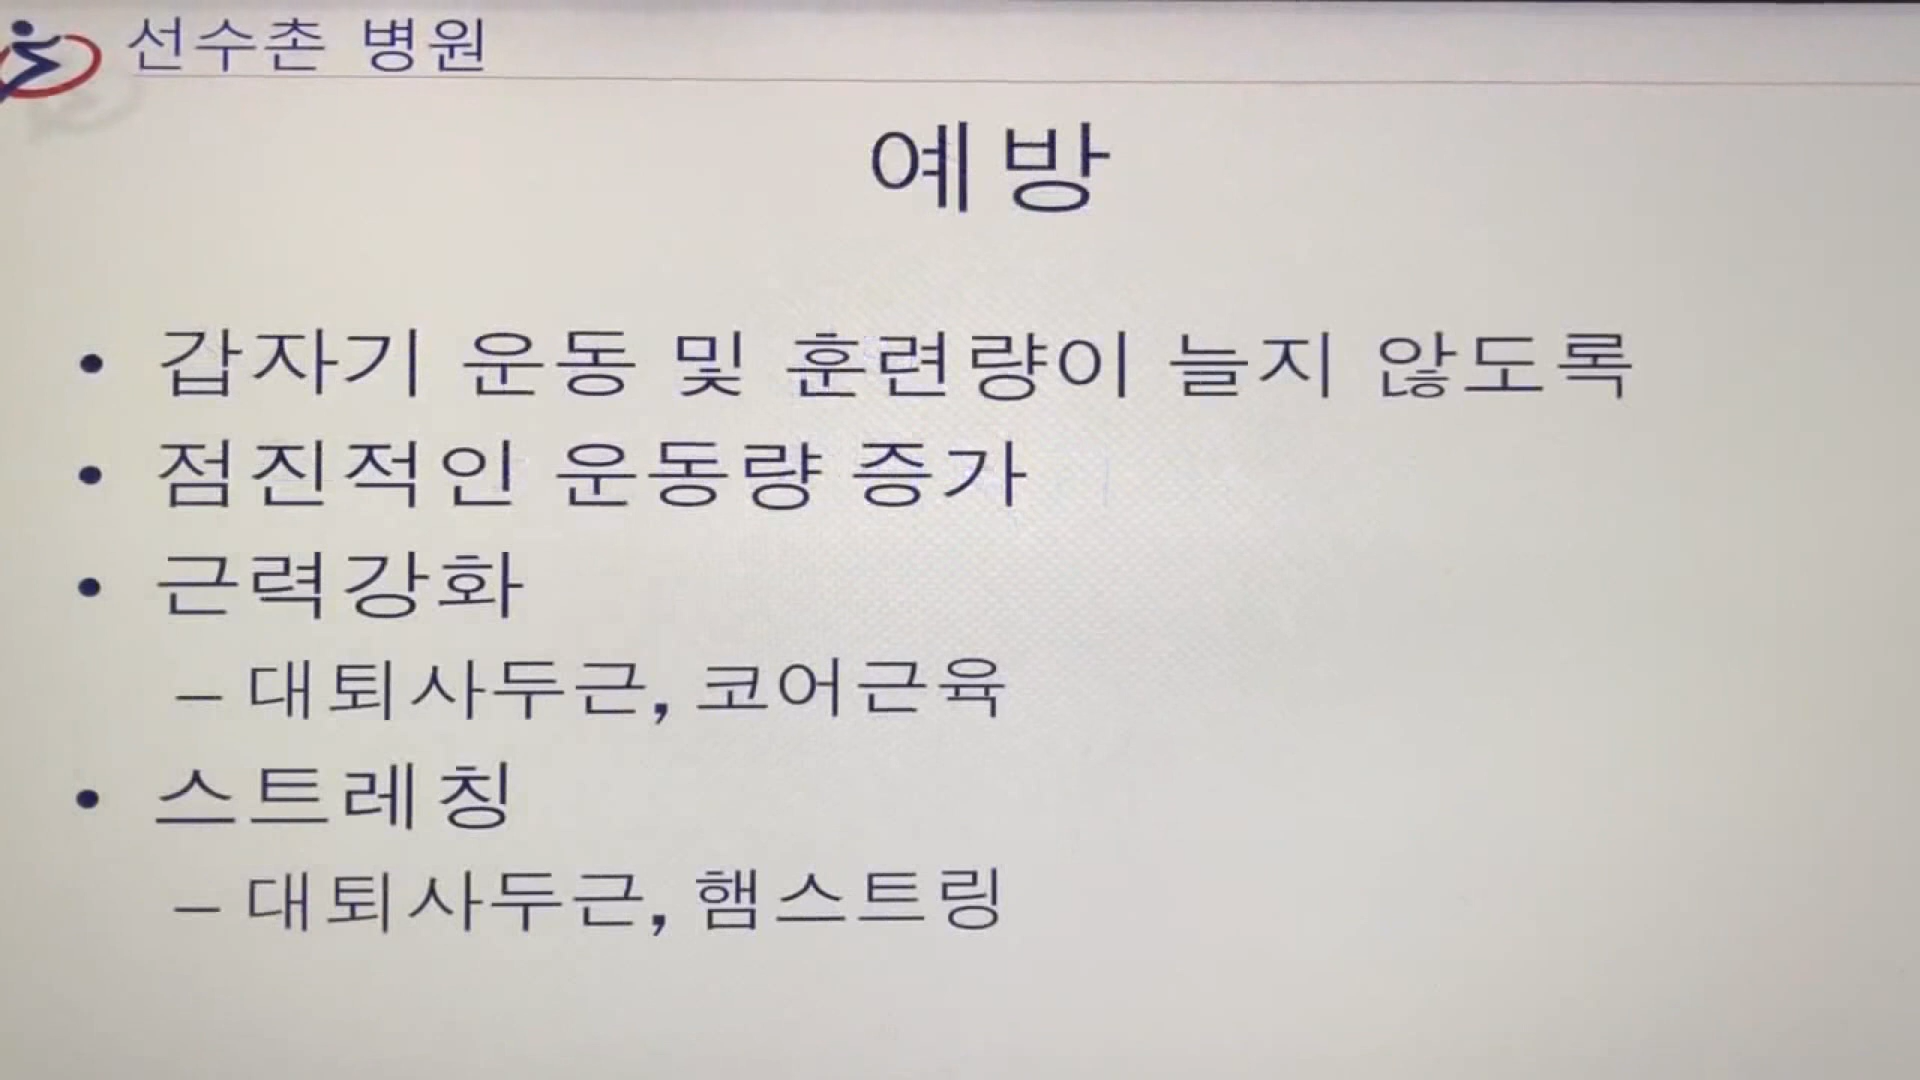 선수촌 병원
예방
• 갑자기 운동 및 훈련량이 늘지 않도록
• 점진적인 운동량 증가
• 근력강화
– 대퇴사두근, 코어근육
• 스트레칭
– 대퇴사두근, 햄스트링